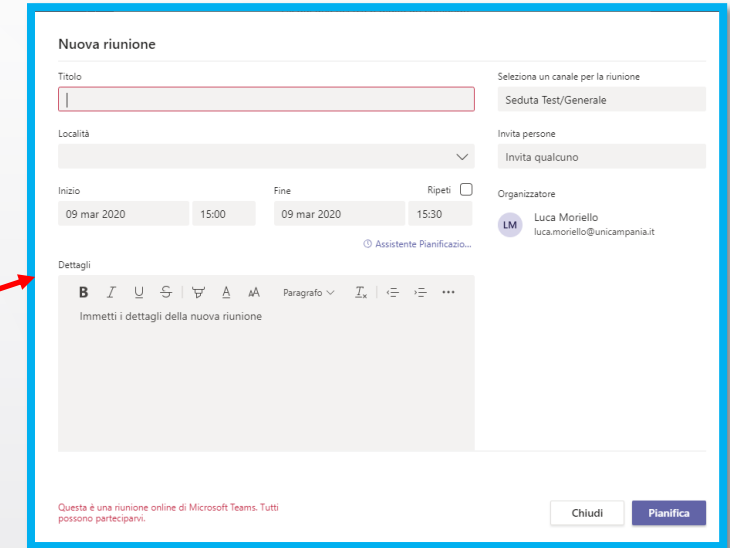 Nuova riunione
Titolo
Seleziona un canale per la riunione
Seduta Test/Generale
Località
Invita persone
Invita qualcuno
Inizio
Fine
Ripeti
Organizzatore
09 mar 2020
15:00
09 mar 2020
15:30
LM
Luca Moriello
luca.moriello@unicampania.it
Assistente Pianificazio...
Dettagli
B I U S A AA Paragrafo Ix
Immetti i dettagli della nuova riunione
Questa è una riunione online di Microsoft Teams. Tutti
possono parteciparvi.
Chiudi
Pianifica